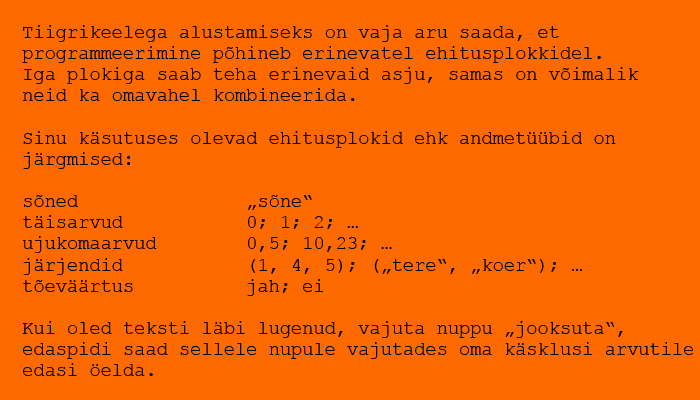 Tiigrikeelega alustamiseks on vaja aru saada, et
programmeerimine põhineb erinevatel ehitusplokkidel.
Iga plokiga saab teha erinevaid asju, samas on võimalik
neid ka omavahel kombineerida.
Sinu käsutuses olevad ehitusplokid ehk andmetüübid on
järgmised:
sõned „sõne“
täisarvud 0; 1; 2; …
ujukomaarvud 0,5; 10,23; …
järjendid (1, 4, 5); („tere“, „koer“); …
tõeväärtus jah; ei
Kui oled teksti läbi lugenud, vajuta nuppu „jooksuta“,
edaspidi saad sellele nupule vajutades oma käsklusi arvutile
edasi öelda.